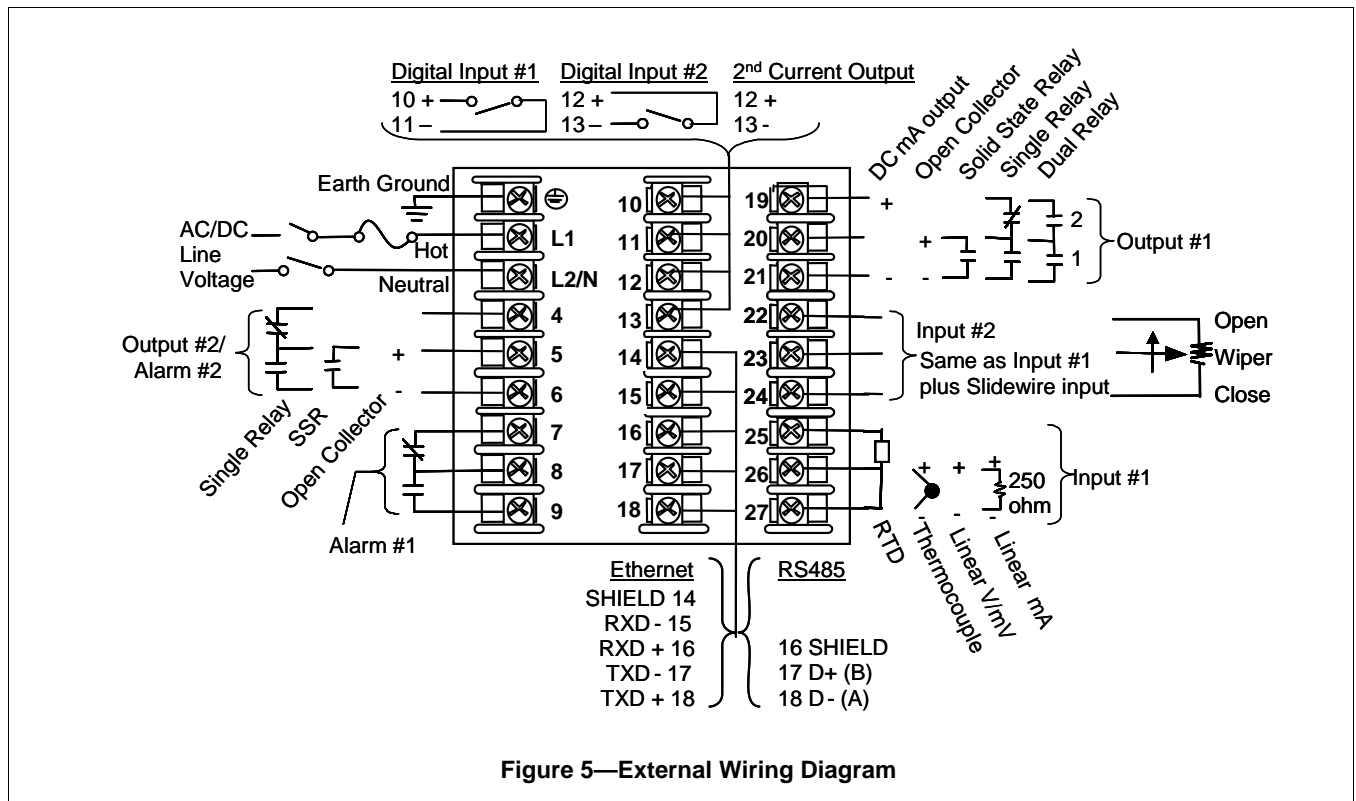 Digital Input #1
10 +
11 –
Digital Input #2
12 +
13 –
2nd Current Output
12 +
13 -
DC mA output
Open Collector
Solid State Relay
Single Relay
Dual Relay
Earth Ground
AC/DC
Line
Voltage
Hot
Neutral
L1
L2/N
4
5
6
7
8
9
10
11
12
13
14
15
16
17
18
19
20
21
22
23
24
25
26
27
+
+
-
-
2
1
Output #1
Output #2/
Alarm #2
+
-
Single Relay
SSR
Open Collector
Alarm #1
Input #2
Same as Input #1
plus Slidewire input
Open
Wiper
Close
+
-
+
-
+
-
250
ohm
Input #1
RTD
Thermocouple
Linear V/mV
Linear mA
Ethernet
SHIELD 14
RXD - 15
RXD + 16
TXD - 17
TXD + 18
RS485
16 SHIELD
17 D+ (B)
18 D - (A)
Figure 5—External Wiring Diagram